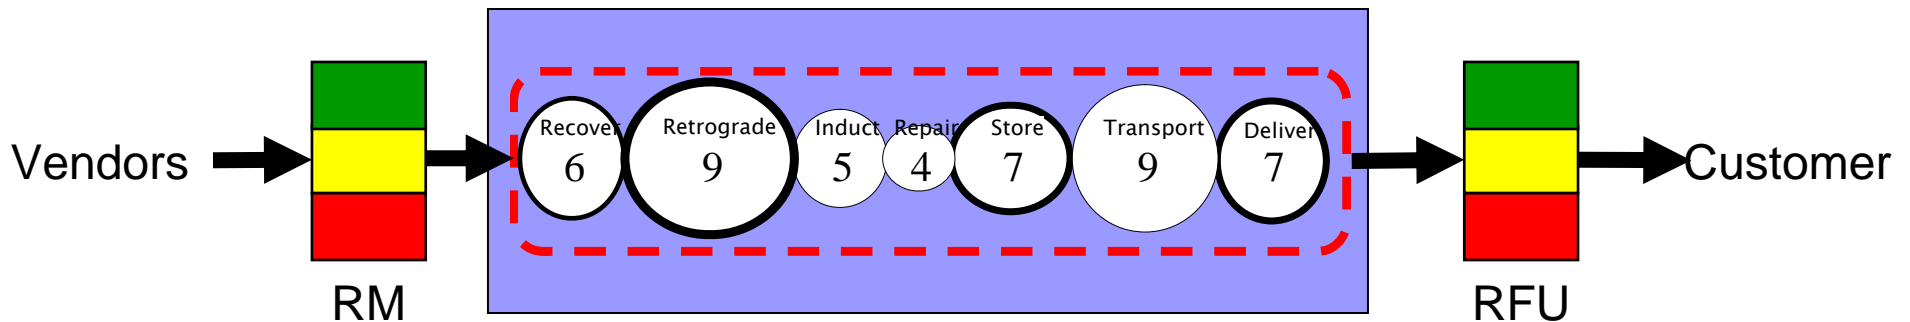 Vendors
RM
Recover
6
Retrograde
9
Induct
5
Repair
4
Store
7
Transport
9
Deliver
7
RFU
Customer